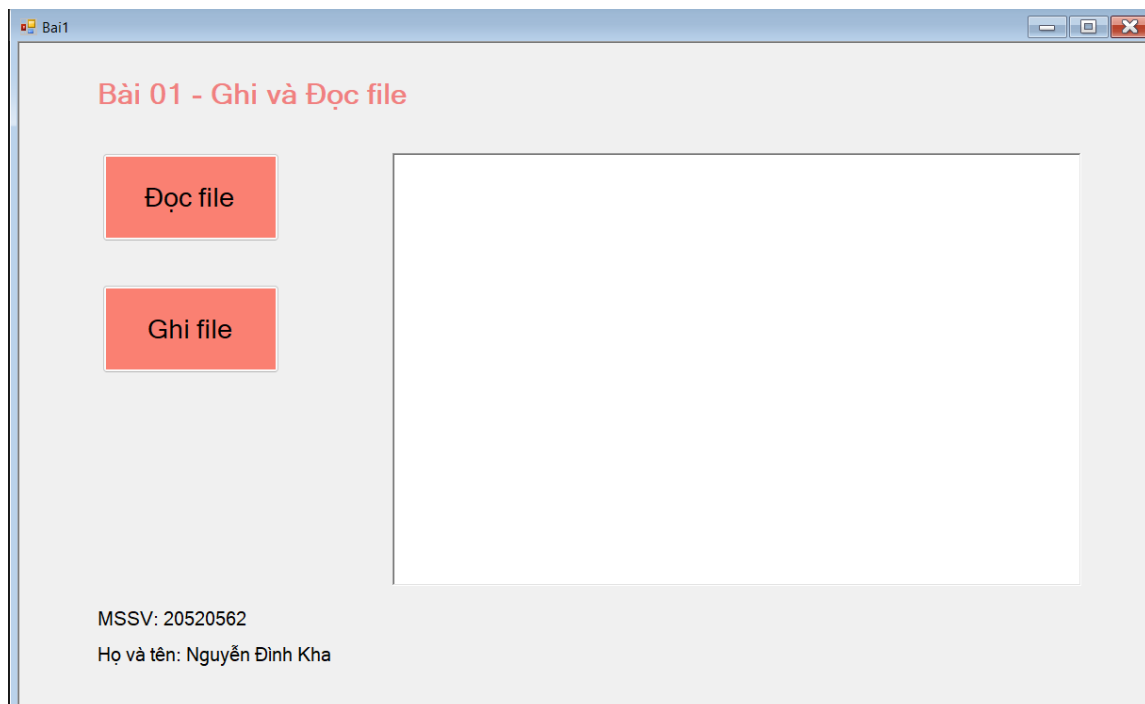 Bai1
Bài 01 - Ghi và Đọc file
Đọc file
Ghi file
MSSV: 20520562
Họ và tên: Nguyễn Đình Kha